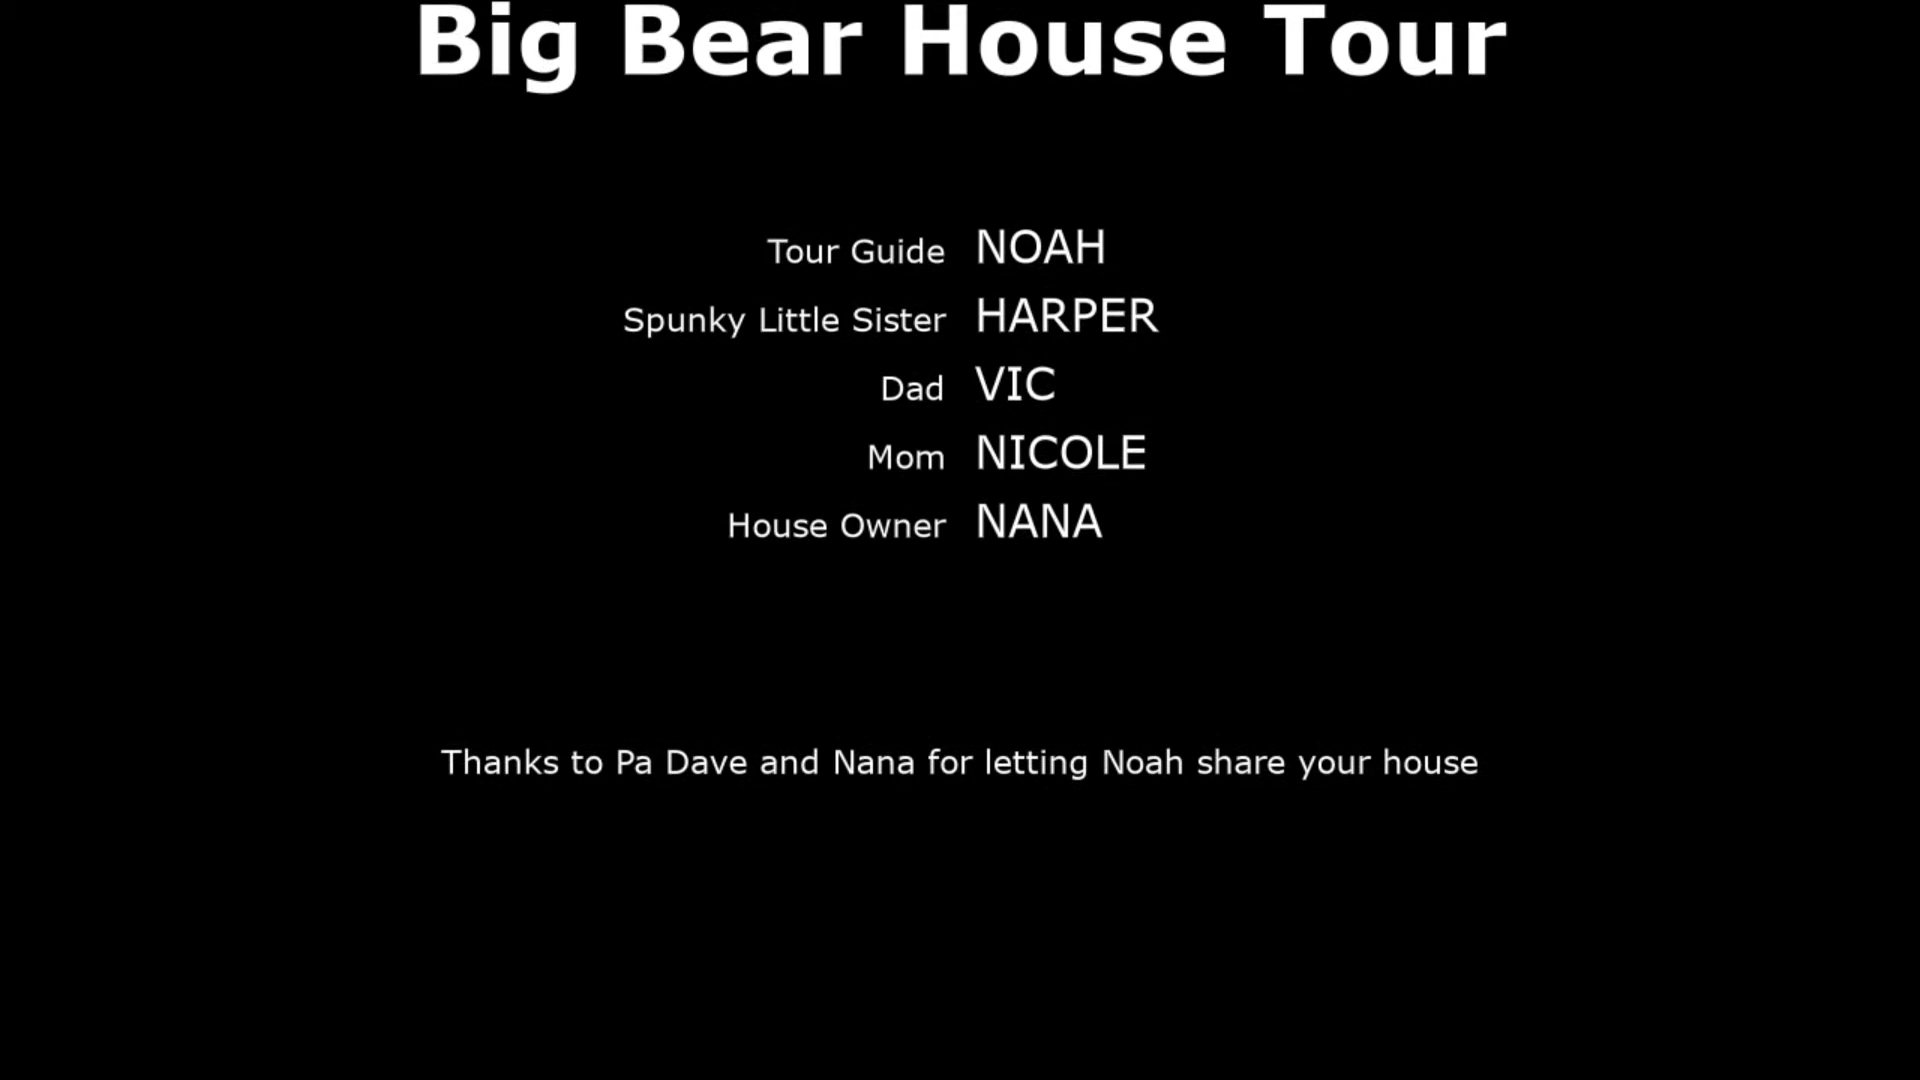 Big Bear House Tour
Tour Guide NOAH
Spunky Little Sister HARPER
Dad VIC
Mom NICOLE
House Owner NANA
Thanks to Pa Dave and Nana for letting Noah share your house